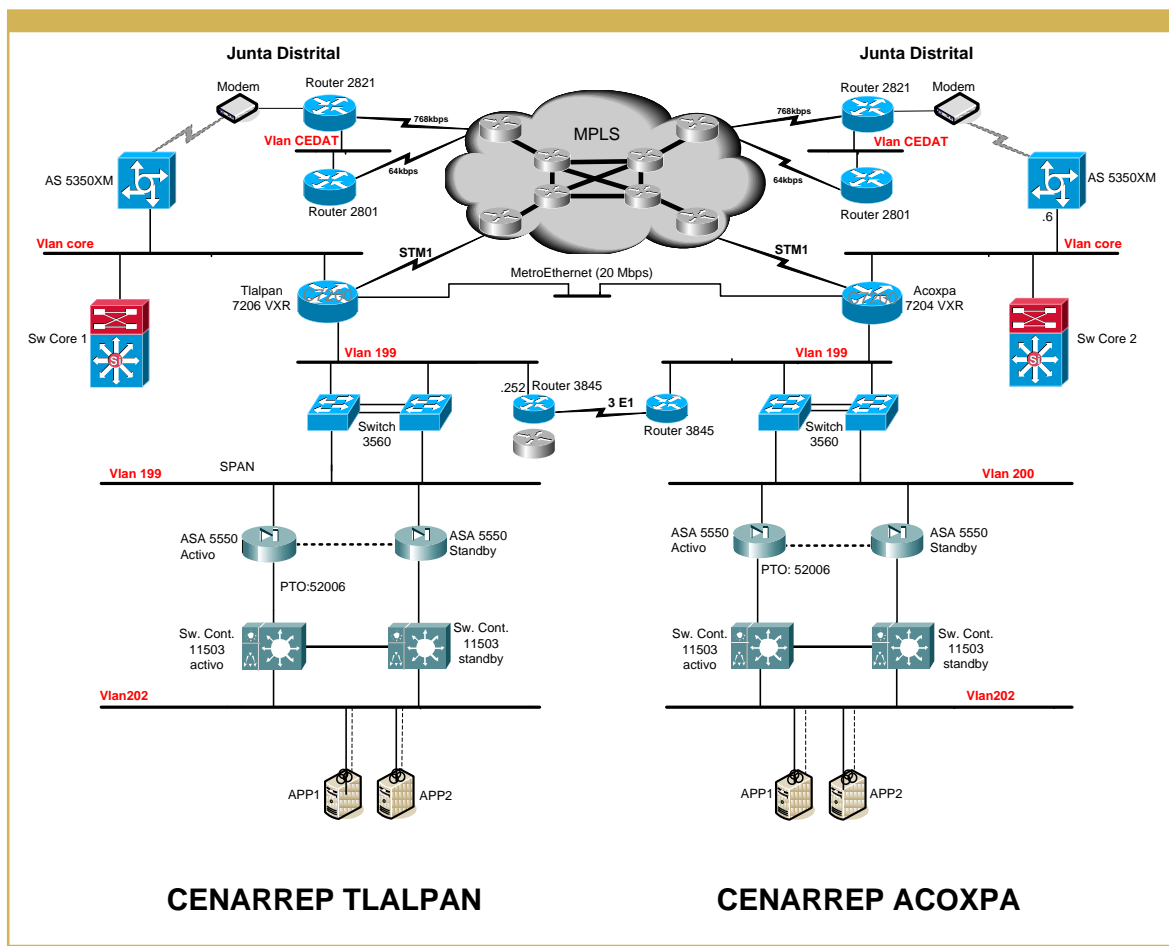 Junta Distrital
Junta Distrital
Modem
Router 2821
768kbps
MPLS
768kbps
Router 2821
Modem
Vlan CEDAT
Vlan CEDAT
AS 5350XM
64kbps
Router 2801
64kbps
Router 2801
AS 5350XM
.6
Vlan core
Vlan core
STM1
STM1
MetroEthernet (20 Mbps)
Tlalpan
7206 VXR
C7200
C7200
Acoxpa
7204 VXR
Sw Core 1
Si
Si
Sw Core 2
Vlan 199
Vlan 199
.252
Router 3845
3 E1
Router 3845
Switch
3560
Switch
3560
SPAN
Vlan 199
Vlan 200
ASA 5550
Activo
ASA 5550
Standby
ASA 5550
Activo
ASA 5550
Standby
PTO:52006
PTO: 52006
Sw. Cont.
11503
activo
Sw. Cont.
11503
standby
Sw. Cont.
11503
activo
Sw. Cont.
11503
standby
Vlan202
Vlan202
APP1
APP2
APP1
APP2
CENARREP TLALPAN
CENARREP ACOXPA